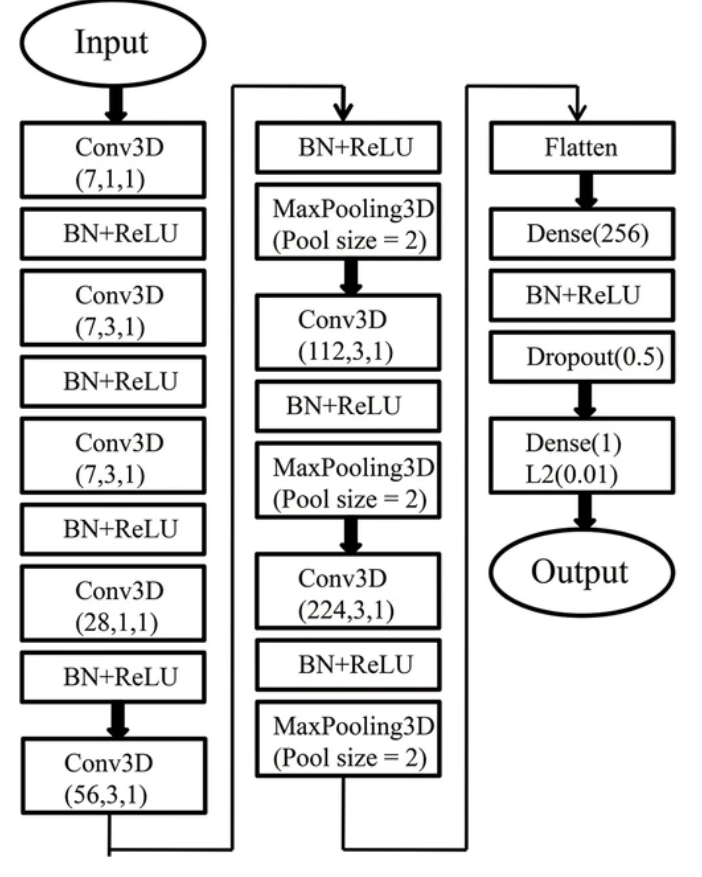 Input
Conv3D
(7,1,1)
BN+ReLU
Conv3D
(7,3,1)
BN+ReLU
Conv3D
(7,3,1)
BN+ReLU
Conv3D
(28,1,1)
BN+ReLU
Conv3D
(56,3,1)
BN+ReLU
MaxPooling3D
(Pool size = 2)
Conv3D
(112,3,1)
BN+ReLU
MaxPooling3D
(Pool size = 2)
Conv3D
(224,3,1)
BN+ReLU
MaxPooling3D
(Pool size = 2)
Flatten
Dense(256)
BN+ReLU
Dropout(0.5)
Dense(1)
L2(0.01)
Output